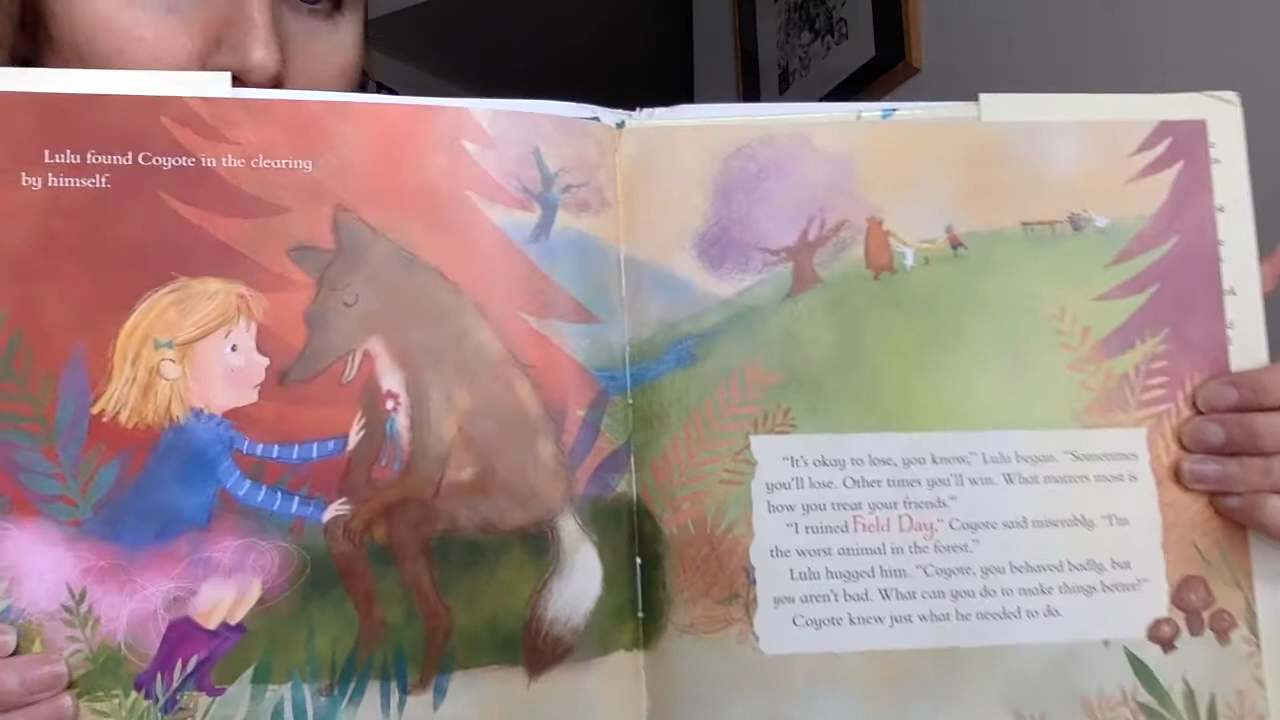 Lulu found Coyote in the clearing
by himself.
"It's okay to lose, you know," Lulu began. "Sometimes
you'll lose. Other times you'll win. What matters most is
how you treat your friends."
"I ruined Field Day," Coyote said miserably. "I'm
the worst animal in the forest."
Lulu hugged him. "Coyote, you behaved badly, but
you aren't bad. What can you do to make things better?"
Coyote knew just what he needed to do.